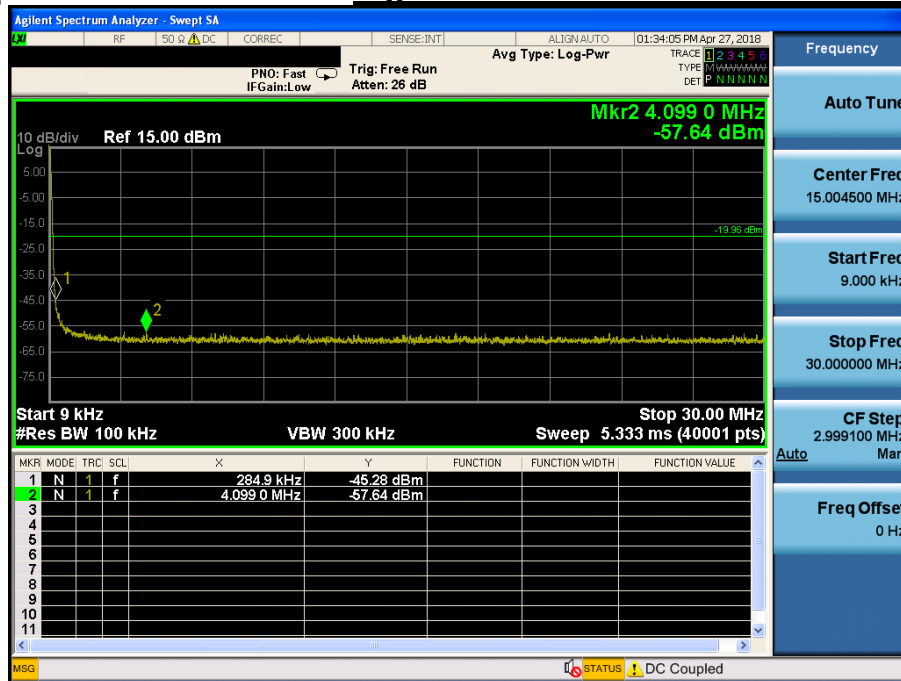 Agilent Spectrum Analyzer - Swept SA
LXI RF 50 Ω DC CORREC SENSE:INT ALIGN AUTO 01:34:05 PM Apr 27, 2018
Avg Type: Log-Pwr TRACE 1 2 3 4 5 6
PNO: Fast Trig: Free Run TYPE M W W W W W
IFGain:Low Atten: 26 dB DET P N N N N N
Mkr2 4.099 0 MHz
-57.64 dBm
10 dB/div Ref 15.00 dBm
Log
5.00
-5.00
-15.0
-19.96 dBm
-25.0
-35.0
1
-45.0
2
-55.0
-65.0
-75.0
Start 9 kHz Stop 30.00 MHz
#Res BW 100 kHz VBW 300 kHz Sweep 5.333 ms (40001 pts)
MKR MODE TRC SCL X Y FUNCTION FUNCTION WIDTH FUNCTION VALUE
1 N 1 f 284.9 kHz -45.28 dBm
2 N 1 f 4.099 0 MHz -57.64 dBm
3
4
5
6
7
8
9
10
11
MSG STATUS DC Coupled
Frequency
Auto Tune
Center Freq
15.004500 MHz
Start Freq
9.000 kHz
Stop Freq
30.000000 MHz
CF Step
2.999100 MHz
Auto Man
Freq Offset
0 Hz